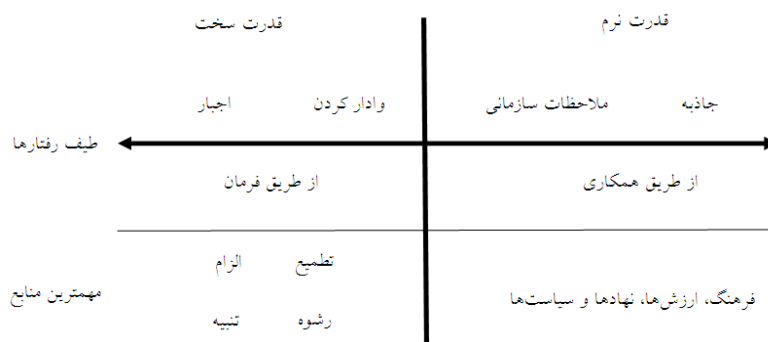 قدرت نرم
قدرت سخت
جاذبه
ملاحظات سازمانی
وادار کردن
اجبار
طیف رفتارها
از طریق همکاری
از طریق فرمان
فرهنگ، ارزش‌ها، نهادها و سیاست‌ها
تطمیع
الزام
مهمترین منابع
رشوه
تنبیه